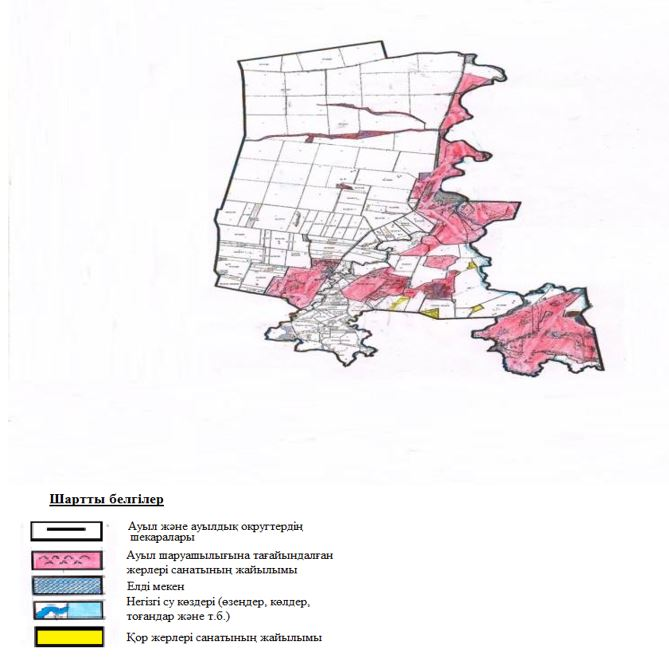 Шартты белгілер
Ауыл және ауылдық округтердің
шекаралары
Ауыл шаруашылығына тағайындалған
жерлері санатының жайылымы
Елді мекен
Негізгі су көздері (өзендер, көлдер,
тоғандар және т.б.)
Қор жерлері санатының жайылымы